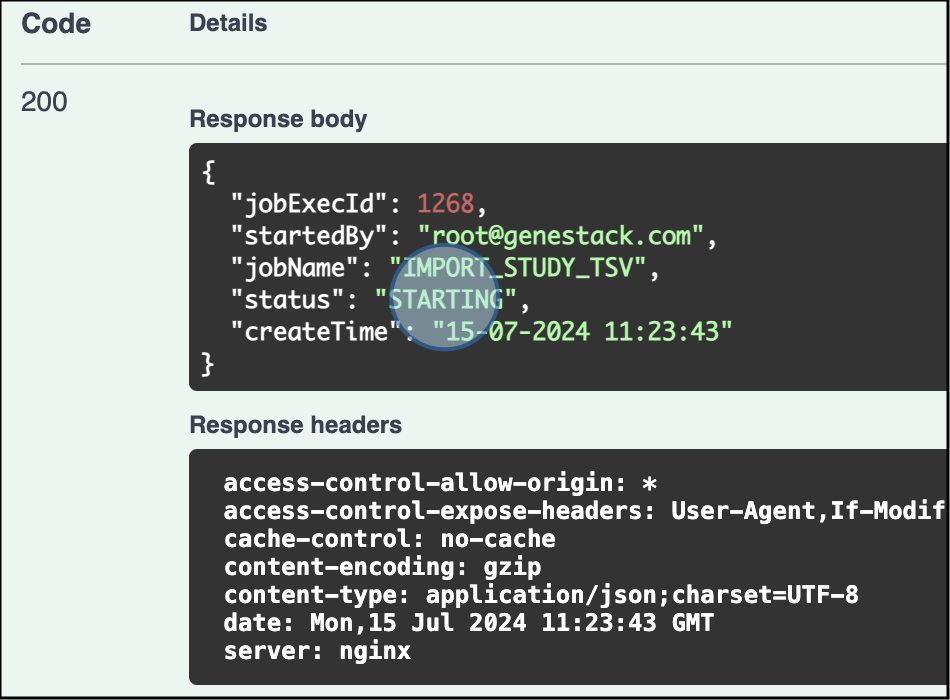 Code Details
200
Response body
{
"jobExecId": 1268,
"startedBy": "root@genestack.com",
"jobName": "IMPORT_STUDY_TSV",
"status": "STARTING",
"createTime": "15-07-2024 11:23:43"
}
Response headers
access-control-allow-origin: *
access-control-expose-headers: User-Agent,If-Modif
cache-control: no-cache
content-encoding: gzip
content-type: application/json;charset=UTF-8
date: Mon,15 Jul 2024 11:23:43 GMT
server: nginx